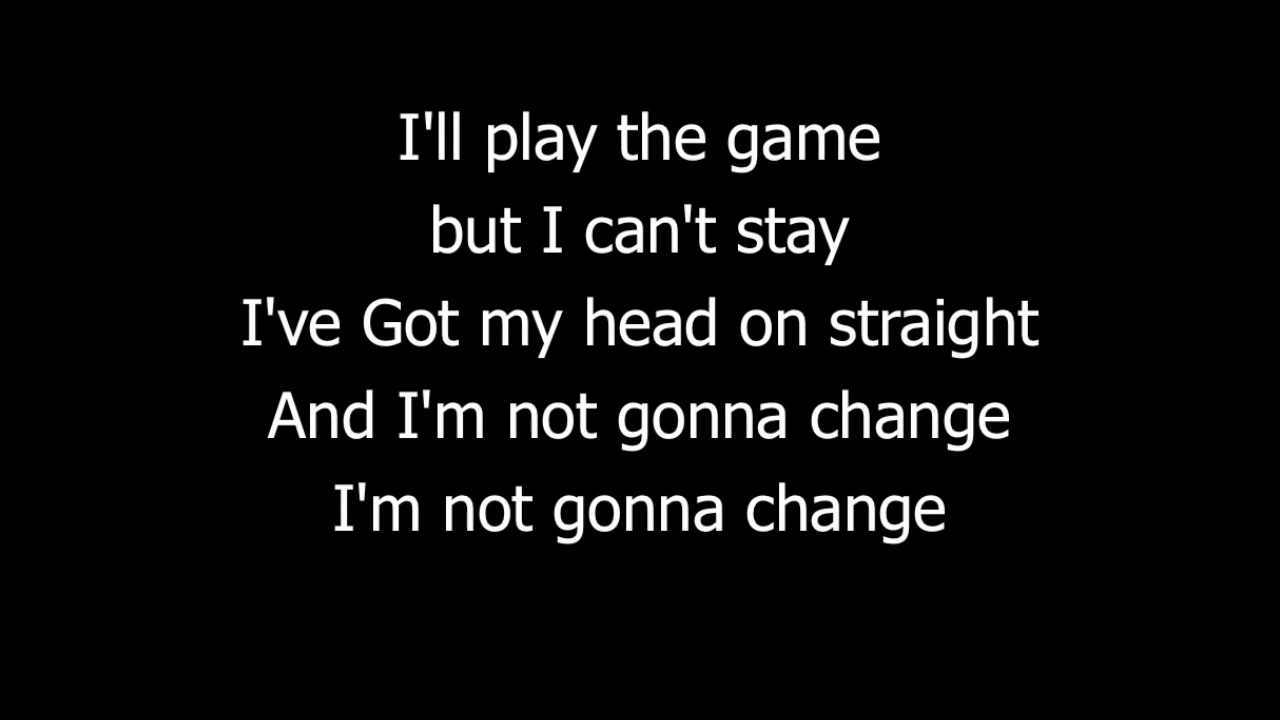 I'll play the game
but I can't stay
I've Got my head on straight
And I'm not gonna change
I'm not gonna change